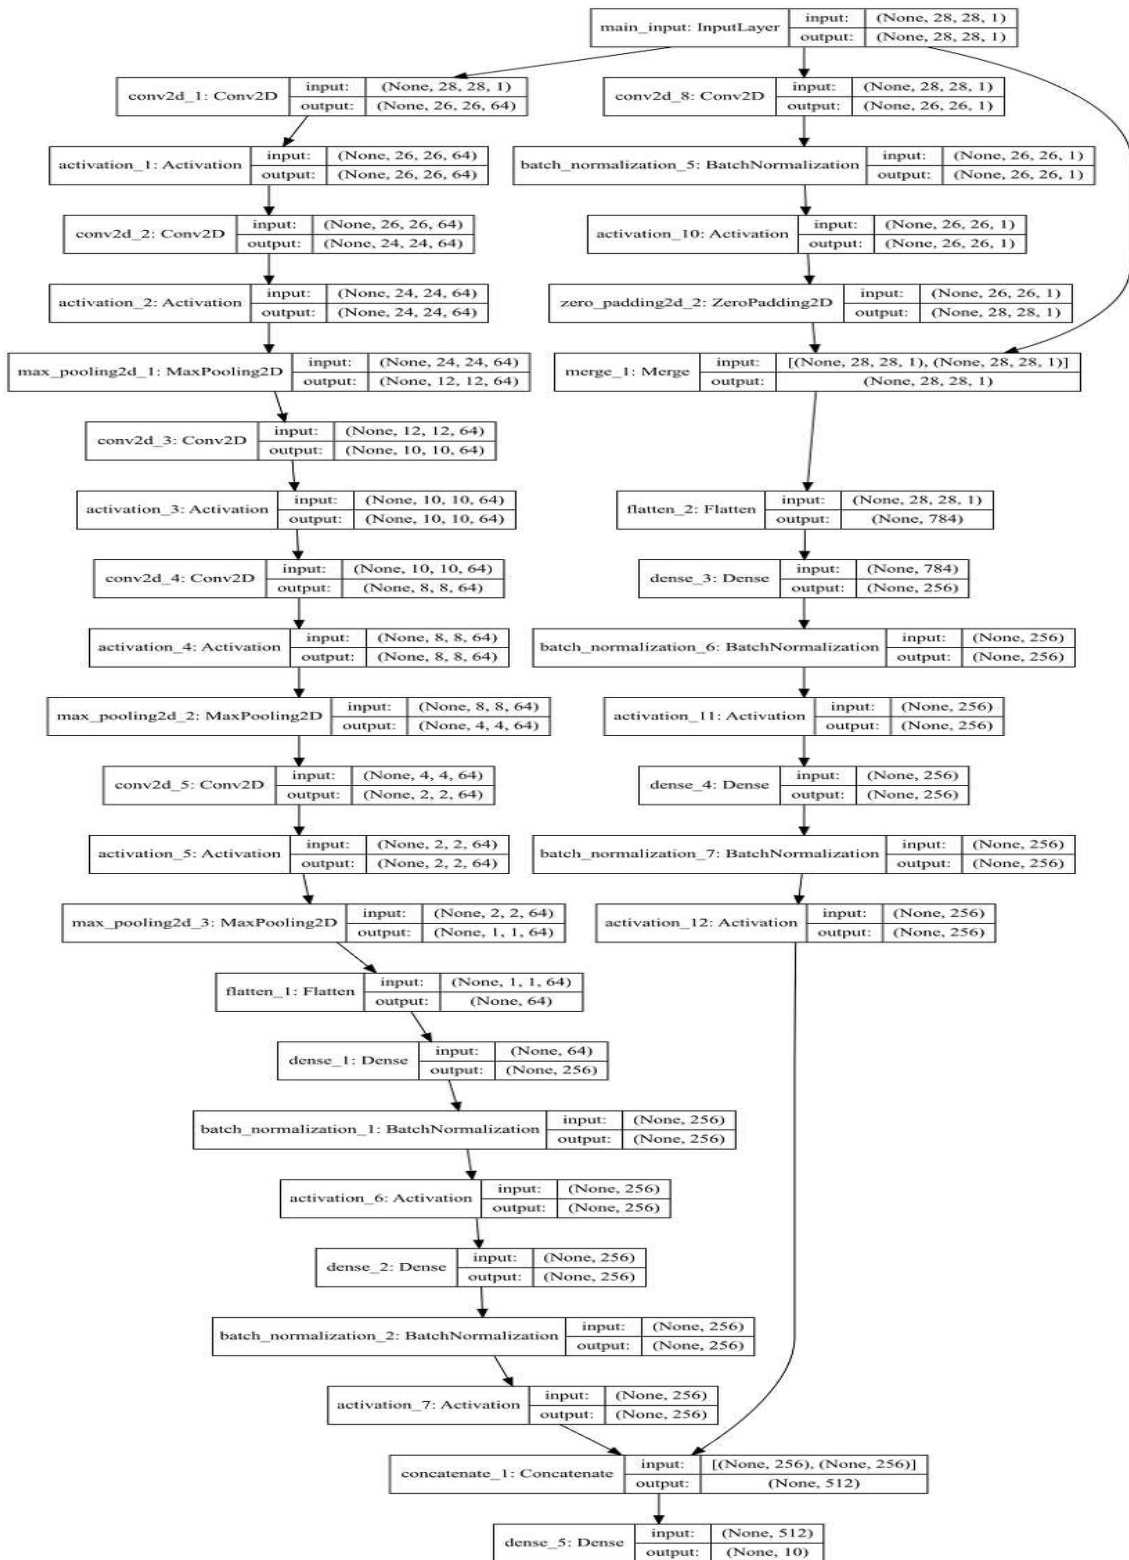 main_input: InputLayer
input: (None, 28, 28, 1)
output: (None, 28, 28, 1)
conv2d_1: Conv2D
input: (None, 28, 28, 1)
output: (None, 26, 26, 64)
conv2d_8: Conv2D
input: (None, 28, 28, 1)
output: (None, 26, 26, 1)
activation_1: Activation
input: (None, 26, 26, 64)
output: (None, 26, 26, 64)
batch_normalization_5: BatchNormalization
input: (None, 26, 26, 1)
output: (None, 26, 26, 1)
conv2d_2: Conv2D
input: (None, 26, 26, 64)
output: (None, 24, 24, 64)
activation_10: Activation
input: (None, 26, 26, 1)
output: (None, 26, 26, 1)
activation_2: Activation
input: (None, 24, 24, 64)
output: (None, 24, 24, 64)
zero_padding2d_2: ZeroPadding2D
input: (None, 26, 26, 1)
output: (None, 28, 28, 1)
max_pooling2d_1: MaxPooling2D
input: (None, 24, 24, 64)
output: (None, 12, 12, 64)
merge_1: Merge
input: [(None, 28, 28, 1), (None, 28, 28, 1)]
output: (None, 28, 28, 1)
conv2d_3: Conv2D
input: (None, 12, 12, 64)
output: (None, 10, 10, 64)
activation_3: Activation
input: (None, 10, 10, 64)
output: (None, 10, 10, 64)
flatten_2: Flatten
input: (None, 28, 28, 1)
output: (None, 784)
conv2d_4: Conv2D
input: (None, 10, 10, 64)
output: (None, 8, 8, 64)
dense_3: Dense
input: (None, 784)
output: (None, 256)
activation_4: Activation
input: (None, 8, 8, 64)
output: (None, 8, 8, 64)
batch_normalization_6: BatchNormalization
input: (None, 256)
output: (None, 256)
max_pooling2d_2: MaxPooling2D
input: (None, 8, 8, 64)
output: (None, 4, 4, 64)
activation_11: Activation
input: (None, 256)
output: (None, 256)
conv2d_5: Conv2D
input: (None, 4, 4, 64)
output: (None, 2, 2, 64)
dense_4: Dense
input: (None, 256)
output: (None, 256)
activation_5: Activation
input: (None, 2, 2, 64)
output: (None, 2, 2, 64)
batch_normalization_7: BatchNormalization
input: (None, 256)
output: (None, 256)
max_pooling2d_3: MaxPooling2D
input: (None, 2, 2, 64)
output: (None, 1, 1, 64)
activation_12: Activation
input: (None, 256)
output: (None, 256)
flatten_1: Flatten
input: (None, 1, 1, 64)
output: (None, 64)
dense_1: Dense
input: (None, 64)
output: (None, 256)
batch_normalization_1: BatchNormalization
input: (None, 256)
output: (None, 256)
activation_6: Activation
input: (None, 256)
output: (None, 256)
dense_2: Dense
input: (None, 256)
output: (None, 256)
batch_normalization_2: BatchNormalization
input: (None, 256)
output: (None, 256)
activation_7: Activation
input: (None, 256)
output: (None, 256)
concatenate_1: Concatenate
input: [(None, 256), (None, 256)]
output: (None, 512)
dense_5: Dense
input: (None, 512)
output: (None, 10)